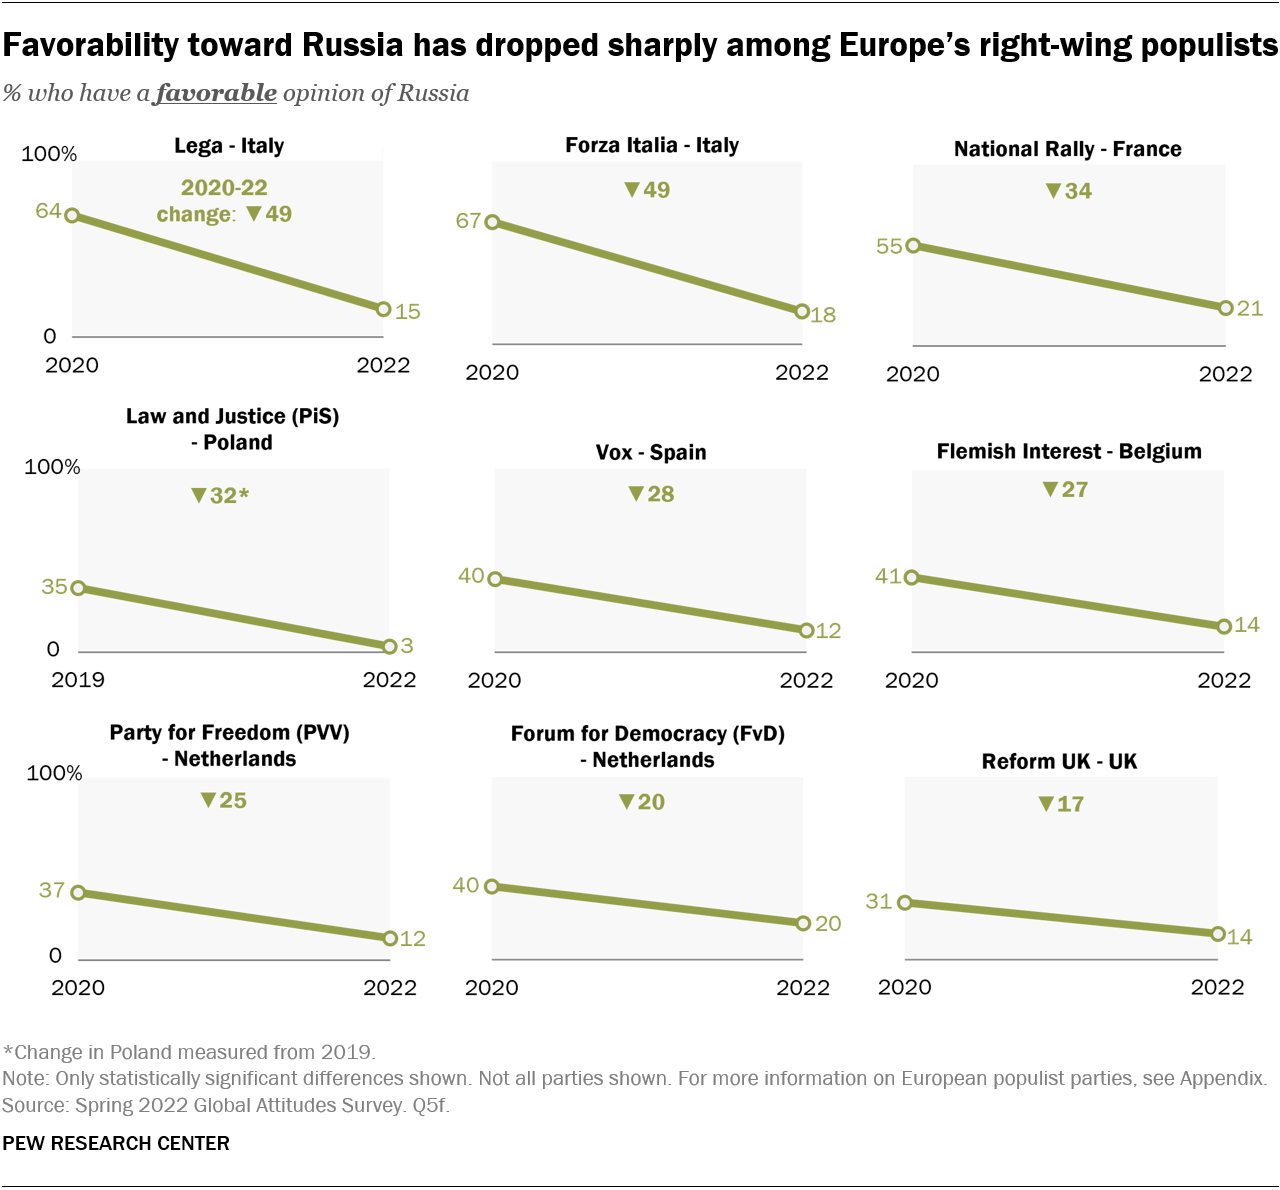 Favorability toward Russia has dropped sharply among Europe’s right-wing populists
% who have a favorable opinion of Russia
Lega - Italy
100%
2020-22
change: ▼49
64
15
0
2020
2022
Forza Italia - Italy
▼49
67
18
2020
2022
National Rally - France
▼34
55
21
2020
2022
Law and Justice (PiS)
- Poland
100%
▼32*
35
3
0
2019
2022
Vox - Spain
▼28
40
12
2020
2022
Flemish Interest - Belgium
▼27
41
14
2020
2022
Party for Freedom (PVV)
- Netherlands
100%
▼25
37
12
0
2020
2022
Forum for Democracy (FvD)
- Netherlands
▼20
40
20
2020
2022
Reform UK - UK
▼17
31
14
2020
2022
*Change in Poland measured from 2019.
Note: Only statistically significant differences shown. Not all parties shown. For more information on European populist parties, see Appendix.
Source: Spring 2022 Global Attitudes Survey. Q5f.
PEW RESEARCH CENTER